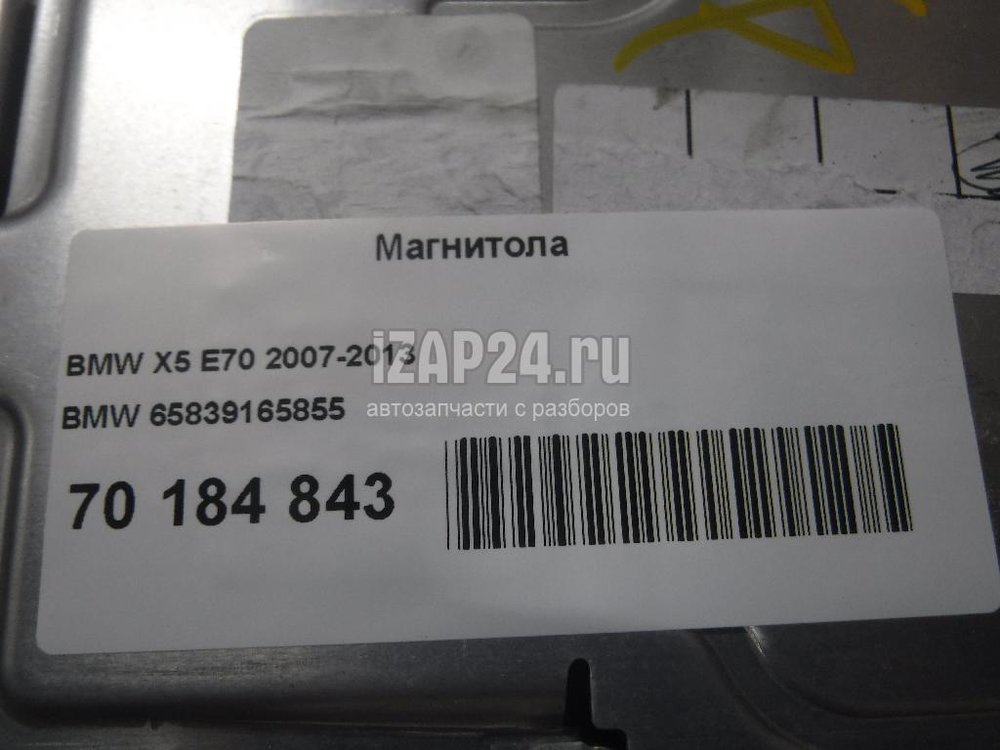 Магнитола
BMW X5 E70 2007-2013
iZAP24.ru
BMW 65839165855
автозапчасти с разборов
70 184 843